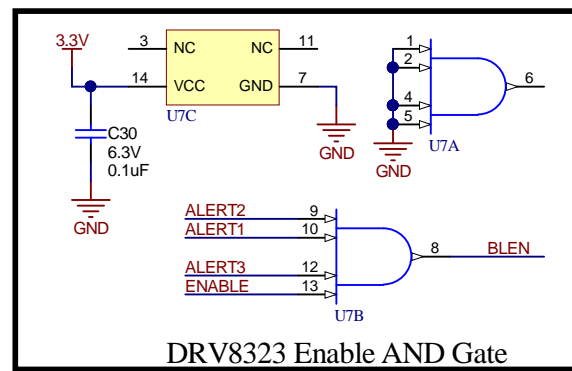 3.3V
3 NC NC 11
14 VCC GND 7
U7C
C30
6.3V
0.1uF
GND
GND
1
2
4
5
6
U7A
GND
ALERT2 9
ALERT1 10
ALERT3 12
ENABLE 13
8 BLEN
U7B
DRV8323 Enable AND Gate